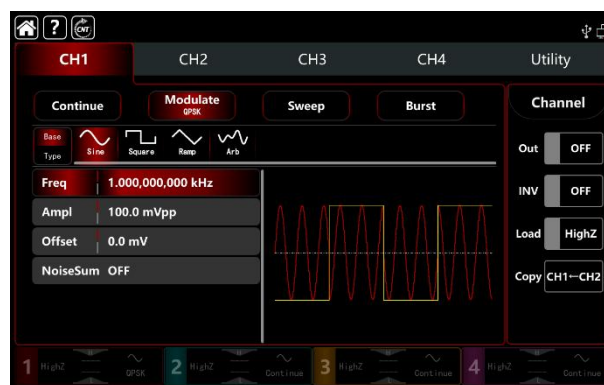 ? CNT
CH1 CH2 CH3 CH4 Utility
Continue Modulate Sweep Burst Channel
QPSK
Base Sine Square Ramp Arb
Type
Out OFF
Freq 1.000,000,000 kHz
INV OFF
Ampl 100.0 mVpp
Offset 0.0 mV
Load HighZ
NoiseSum OFF
Copy CH1←CH2
1 HighZ QPSK 2 HighZ Continue 3 HighZ Continue 4 HighZ Continue